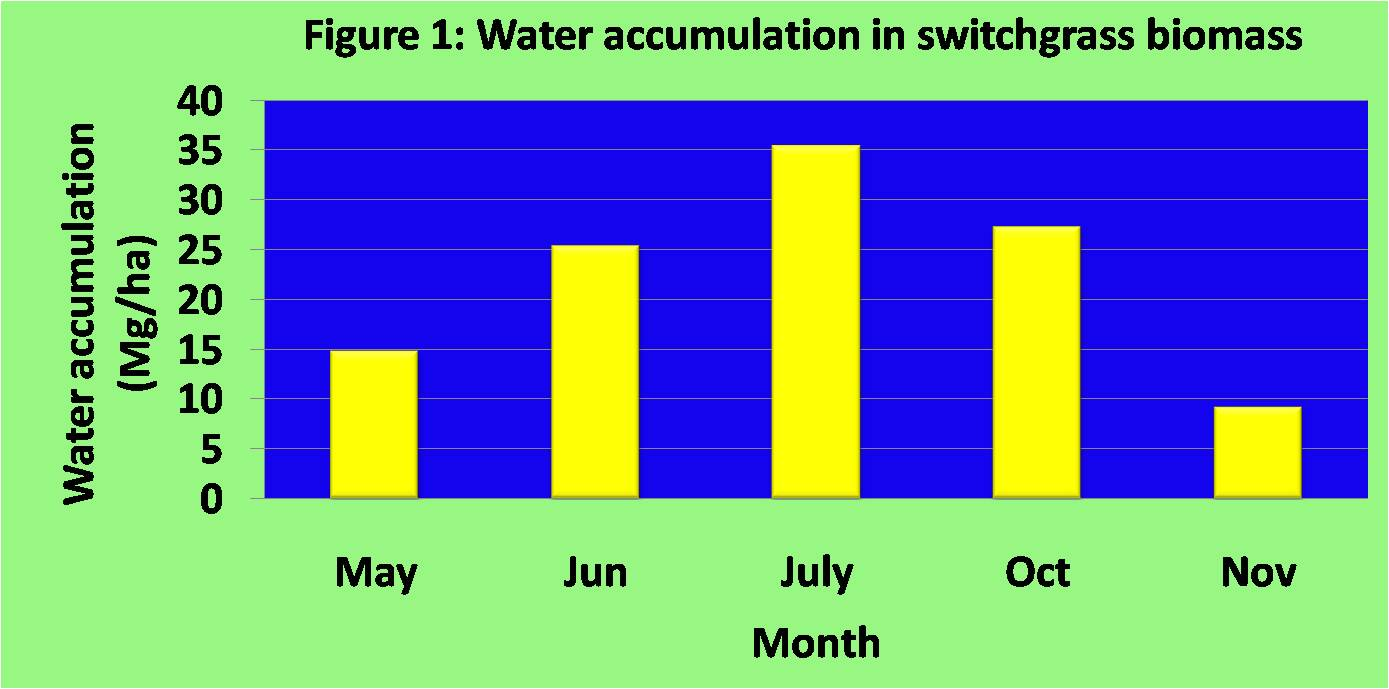 Figure 1: Water accumulation in switchgrass biomass
Water accumulation
(Mg/ha)
40
35
30
25
20
15
10
5
0
May Jun July Oct Nov
Month